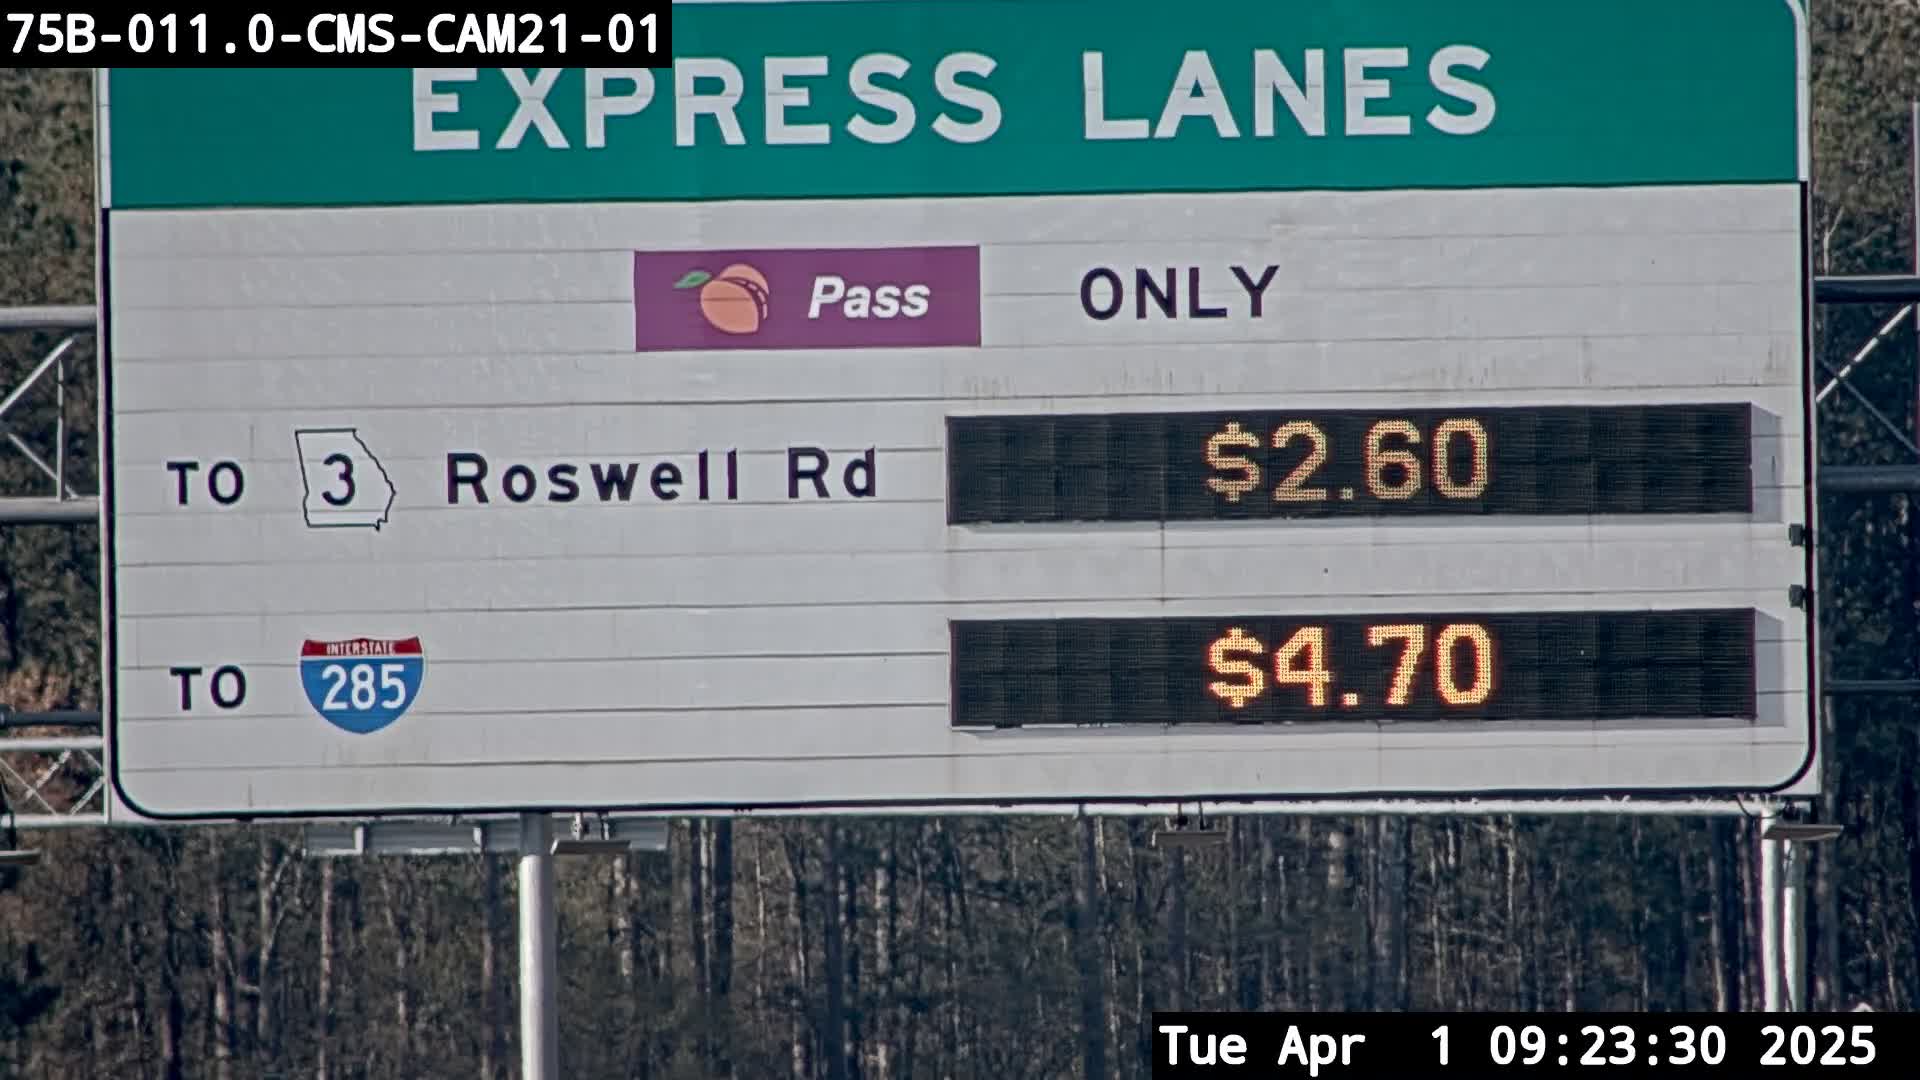 75B-011.0-CMS-CAM21-01
EXPRESS LANES
Pass ONLY
TO 3 Roswell Rd $2.60
INTERSTATE
TO 285 $4.70
Tue Apr 1 09:23:30 2025